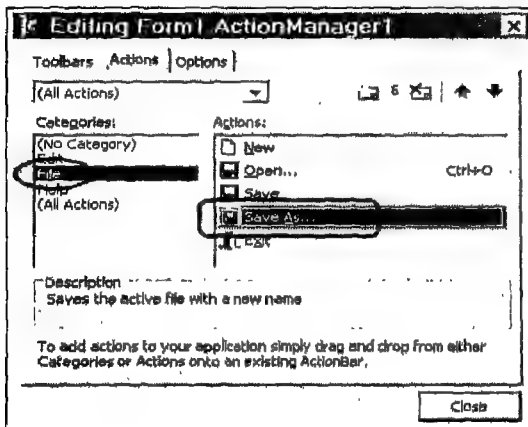 Editing Form1.ActionManager1
Toolbars Actions Options
(All Actions)
Categories: Actions:
(No Category) New
Edit
File Open... Ctrl+O
Help Save
(All Actions) Save As...
Exit
Description
Saves the active file with a new name
To add actions to your application simply drag and drop from either
Categories or Actions onto an existing ActionBar.
Close